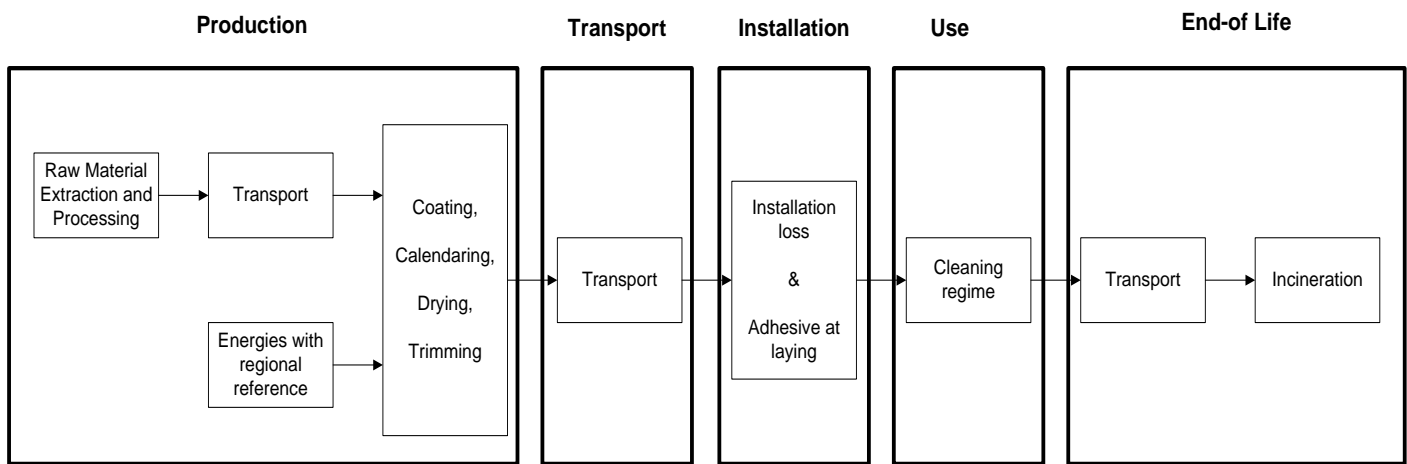 Production
Transport
Installation
Use
End-of Life
Raw Material
Extraction and
Processing
Transport
Energies with
regional
reference
Coating,
Calendaring,
Drying,
Trimming
Transport
Installation
loss
&
Adhesive at
laying
Cleaning
regime
Transport
Incineration